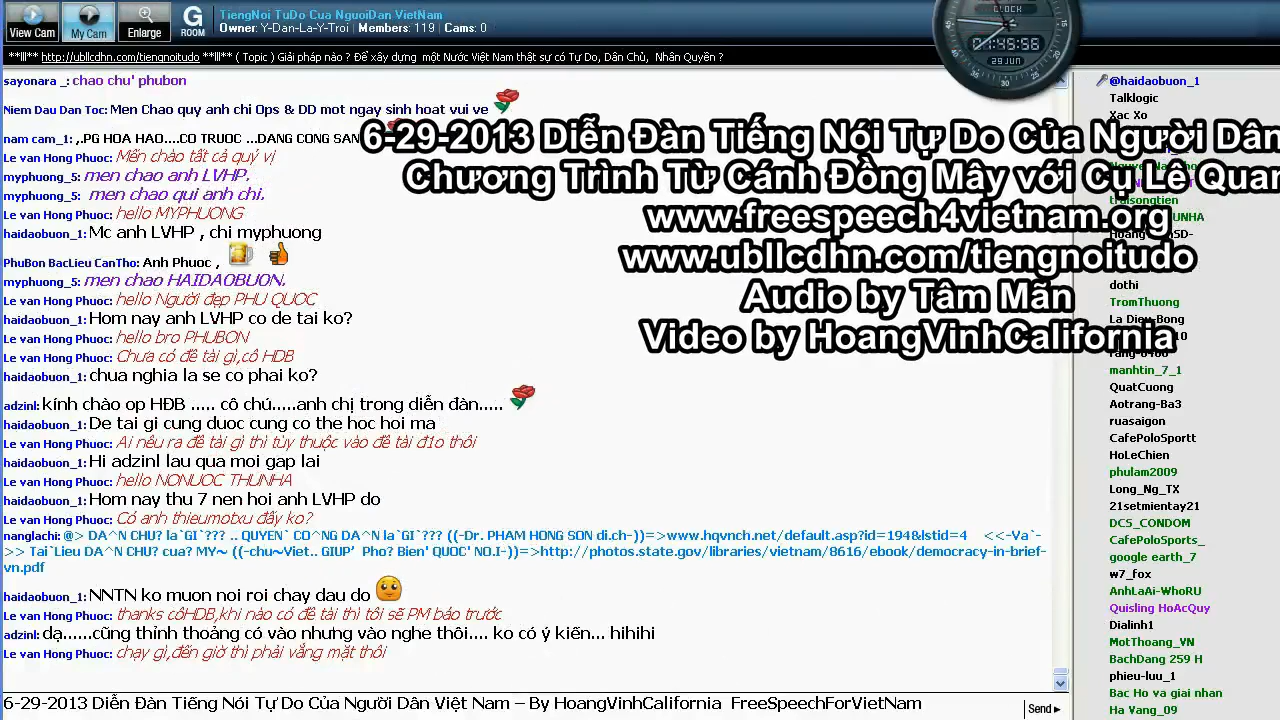 View Cam
My Cam
Enlarge
G
ROOM
TiengNoi TuDo Cua NguoiDan VietNam
Owner: Y-Dan-La-Y-Troi | Members: 119 | Cams: 0
CLOCK
45
15
30
01:45:56
29 JUN
**lll** http://ubllcdhn.com/tiengnoitudo **lll** ( Topic ) Giải pháp nào ? Để xây dựng một Nước Việt Nam thật sự có Tự Do, Dân Chủ, Nhân Quyền ?
sayonara _: chao chu' phubon
Niem Dau Dan Toc: Men Chao quy anh chi Ops & DD mot ngay sinh hoat vui ve
nam cam_1: ,.PG HOA HAO....CO TRUOC ...DANG CONG SAN
Le van Hong Phuoc: Mến chào tất cả quý vị
myphuong_5: men chao anh LVHP.
myphuong_5: men chao qui anh chi.
Le van Hong Phuoc: hello MYPHUONG
haidaobuon_1: Mc anh LVHP , chi myphuong
PhuBon BacLieu CanTho: Anh Phuoc ,
myphuong_5: men chao HAIDAOBUON.
Le van Hong Phuoc: hello Người đẹp PHU QUOC
haidaobuon_1: Hom nay anh LVHP co de tai ko?
Le van Hong Phuoc: hello bro PHUBON
Le van Hong Phuoc: Chưa có đề tài gì,cô HDB
haidaobuon_1: chua nghia la se co phai ko?
adzinl: kính chào op HĐB ..... cô chú.....anh chị trong diễn đàn.....
haidaobuon_1: De tai gi cung duoc cung co the hoc hoi ma
Le van Hong Phuoc: Ai nêu ra đề tài gì thì tùy thuộc vào đề tài đ1o thôi
haidaobuon_1: Hi adzinl lau qua moi gap lai
Le van Hong Phuoc: hello NONUOC THUNHA
haidaobuon_1: Hom nay thu 7 nen hoi anh LVHP do
Le van Hong Phuoc: Có anh thieumotxu đấy ko?
nanglachi: @> DA^N CHU? la`GI`??? .. QUYEN` CO^NG DA^N la`GI`??? ((-Dr. PHAM HONG SON di.ch-))=>www.hqvnch.net/default.asp?id=194&lstid=4 <<-Va`-
>> Tai`Lieu DA^N CHU? cua? MY~ ((-chu~Viet.. GIUP' Pho? Bien' QUOC' NO.I-))=>http://photos.state.gov/libraries/vietnam/8616/ebook/democracy-in-brief-
vn.pdf
haidaobuon_1: NNTN ko muon noi roi chay dau do
Le van Hong Phuoc: thanks côHDB,khi nào có đề tài thì tôi sẽ PM báo trước
adzinl: dạ......cũng thỉnh thoảng có vào nhưng vào nghe thôi.... ko có ý kiến... hihihi
Le van Hong Phuoc: chạy gì,đến giờ thì phải vắng mặt thôi
6-29-2013 Diễn Đàn Tiếng Nói Tự Do Của Người Dân
Chương Trình Từ Cánh Đồng Mây với Cụ Lê Quan
www.freespeech4vietnam.org
www.ubllcdhn.com/tiengnoitudo
Audio by Tâm Mãn
Video by HoangVinhCalifornia
@haidaobuon_1
Talklogic
Xac Xo
traisongtien
dothi
TromThuong
La Dieu-Bong
manhtin_7_1
QuatCuong
Aotrang-Ba3
ruasaigon
CafePoloSportt
HoLeChien
phulam2009
Long_Ng_TX
21setmientay21
DCS_CONDOM
CafePoloSports_
google earth_7
w7_fox
AnhLaAi-WhoRU
Quisling HoAcQuy
Dialinh1
MotThoang_VN
BachDang 259 H
phieu-luu_1
Bac Ho va giai nhan
Ha Vang_09
6-29-2013 Diễn Đàn Tiếng Nói Tự Do Của Người Dân Việt Nam – By HoangVinhCalifornia FreeSpeechForVietNam
Send